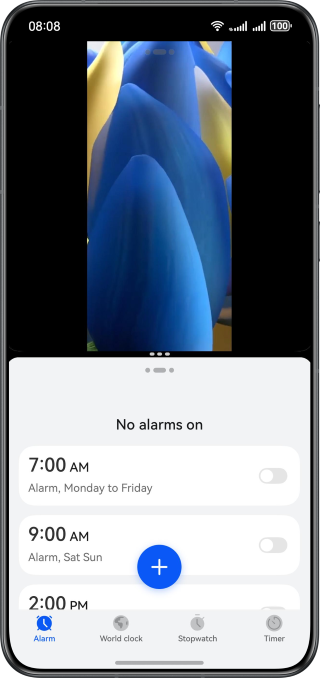 08:08
100
No alarms on
7:00 AM
Alarm, Monday to Friday
9:00 AM
Alarm, Sat Sun
2:00 PM
Alarm
World clock
Stopwatch
Timer